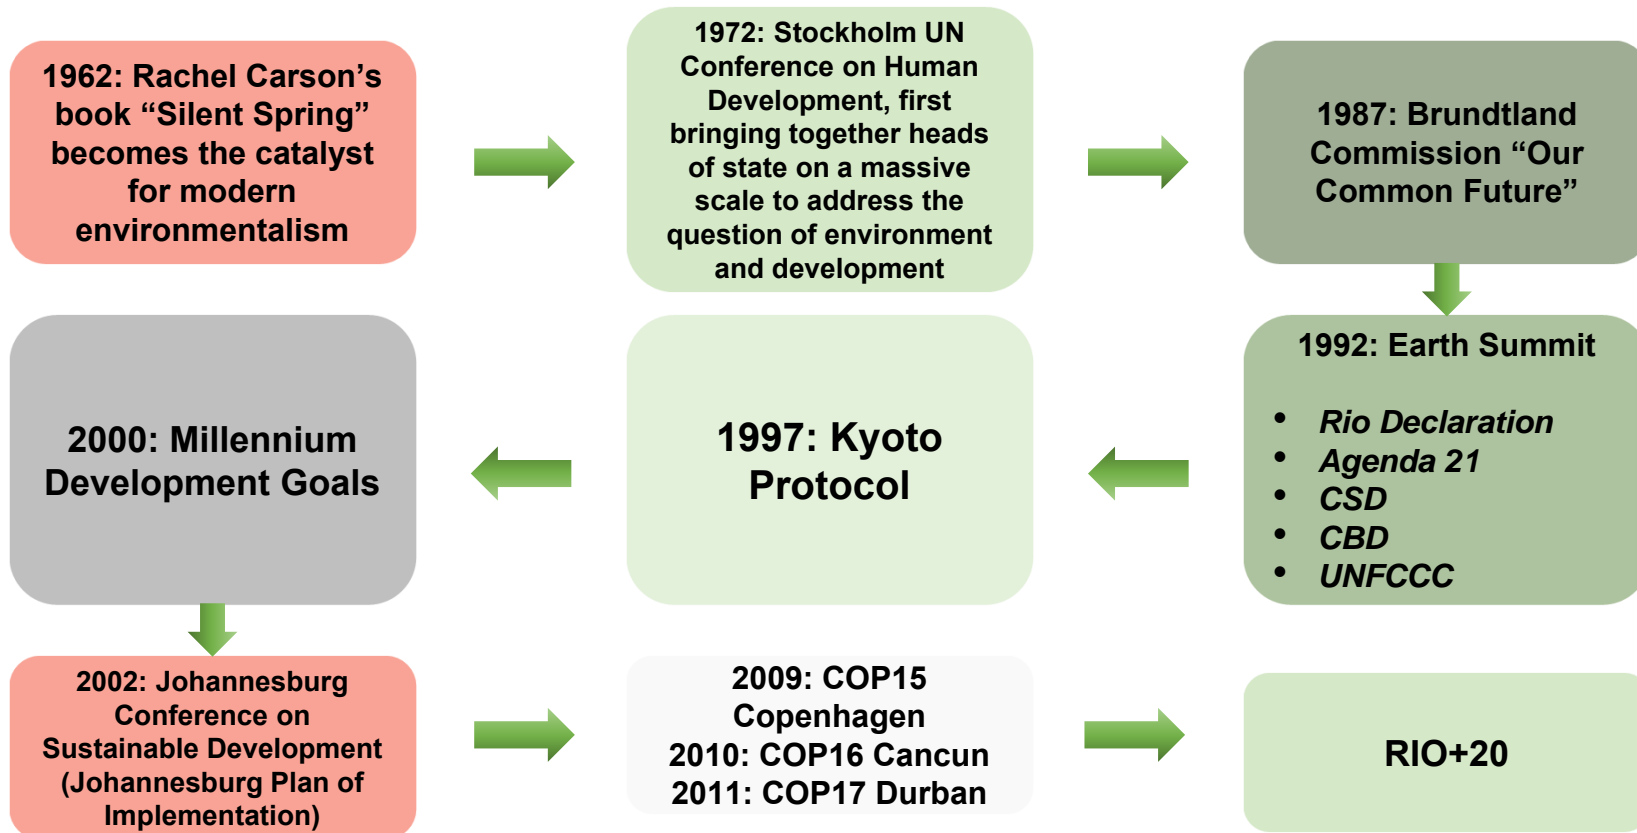 1962: Rachel Carson’s
book “Silent Spring”
becomes the catalyst
for modern
environmentalism
1972: Stockholm UN
Conference on Human
Development, first
bringing together heads
of state on a massive
scale to address the
question of environment
and development
1987: Brundtland
Commission “Our
Common Future”
1992: Earth Summit
• Rio Declaration
• Agenda 21
• CSD
• CBD
• UNFCCC
1997: Kyoto
Protocol
2000: Millennium
Development Goals
2002: Johannesburg
Conference on
Sustainable Development
(Johannesburg Plan of
Implementation)
2009: COP15
Copenhagen
2010: COP16 Cancun
2011: COP17 Durban
RIO+20